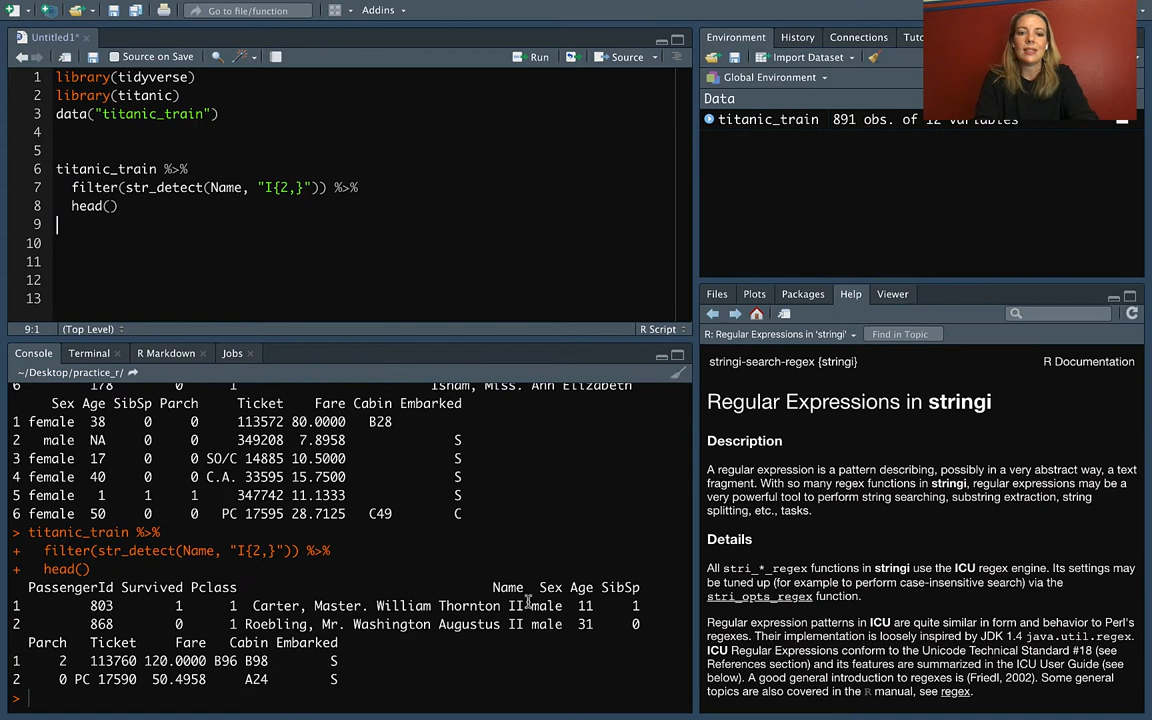 Go to file/function
Addins
Untitled1*
Source on Save
Run
Source
1 library(tidyverse)
2 library(titanic)
3 data("titanic_train")
4
5
6 titanic_train %>%
7 filter(str_detect(Name, "I{2,}")) %>%
8 head()
9
10
11
12
13
9:1 (Top Level) R Script
Console Terminal R Markdown Jobs
~/Desktop/practice_r/
6 178 0 1 Isham, Miss. Ann Elizabeth
Sex Age SibSp Parch Ticket Fare Cabin Embarked
1 female 38 0 0 113572 80.0000 B28
2 male NA 0 0 349208 7.8958 S
3 female 17 0 0 SO/C 14885 10.5000 S
4 female 40 0 0 C.A. 33595 15.7500 S
5 female 1 1 1 347742 11.1333 S
6 female 50 0 0 PC 17595 28.7125 C49 C
> titanic_train %>%
+ filter(str_detect(Name, "I{2,}")) %>%
+ head()
PassengerId Survived Pclass Name Sex Age SibSp
1 803 1 1 Carter, Master. William Thornton II male 11 1
2 868 0 1 Roebling, Mr. Washington Augustus II male 31 0
Parch Ticket Fare Cabin Embarked
1 2 113760 120.0000 B96 B98 S
2 0 PC 17590 50.4958 A24 S
>
Environment History Connections Tuto
Import Dataset
Global Environment
Data
titanic_train 891 obs. of 12 variables
Files Plots Packages Help Viewer
R: Regular Expressions in 'stringi' Find in Topic
stringi-search-regex {stringi} R Documentation
Regular Expressions in stringi
Description
A regular expression is a pattern describing, possibly in a very abstract way, a text
fragment. With so many regex functions in stringi, regular expressions may be a
very powerful tool to perform string searching, substring extraction, string
splitting, etc., tasks.
Details
All stri_*_regex functions in stringi use the ICU regex engine. Its settings may
be tuned up (for example to perform case-insensitive search) via the
stri_opts_regex function.
Regular expression patterns in ICU are quite similar in form and behavior to Perl's
regexes. Their implementation is loosely inspired by JDK 1.4 java.util.regex.
ICU Regular Expressions conform to the Unicode Technical Standard #18 (see
References section) and its features are summarized in the ICU User Guide (see
below). A good general introduction to regexes is (Friedl, 2002). Some general
topics are also covered in the R manual, see regex.